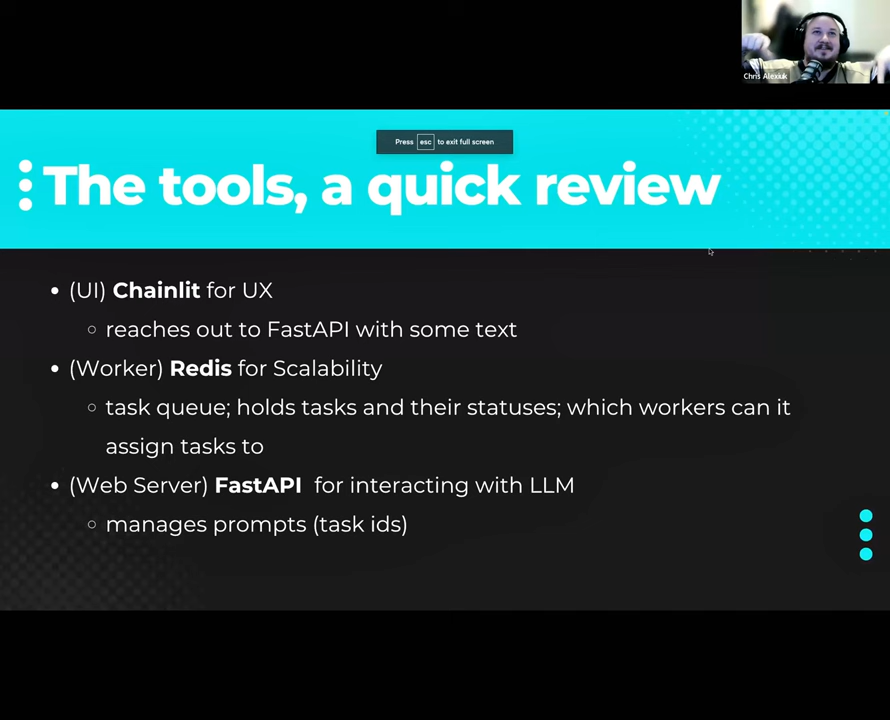 Chris Alexiuk
Press esc to exit full screen
The tools, a quick review
(UI) Chainlit for UX
reaches out to FastAPI with some text
(Worker) Redis for Scalability
task queue; holds tasks and their statuses; which workers can it
assign tasks to
(Web Server) FastAPI for interacting with LLM
manages prompts (task ids)